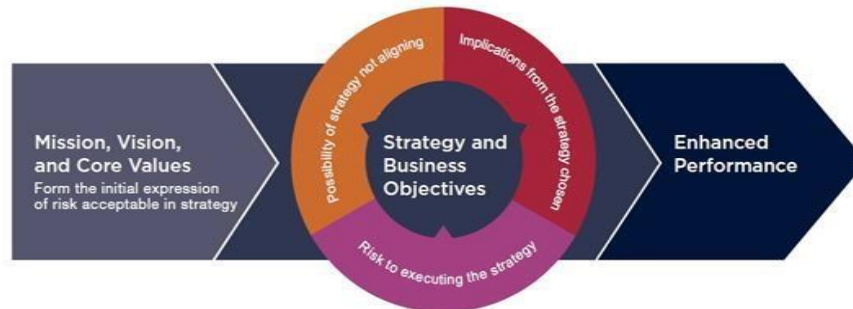 Mission, Vision,
and Core Values
Form the initial expression
of risk acceptable in strategy
Possibility of strategy not aligning
Implications from the strategy chosen
Strategy and
Business
Objectives
Risk to executing the strategy
Enhanced
Performance